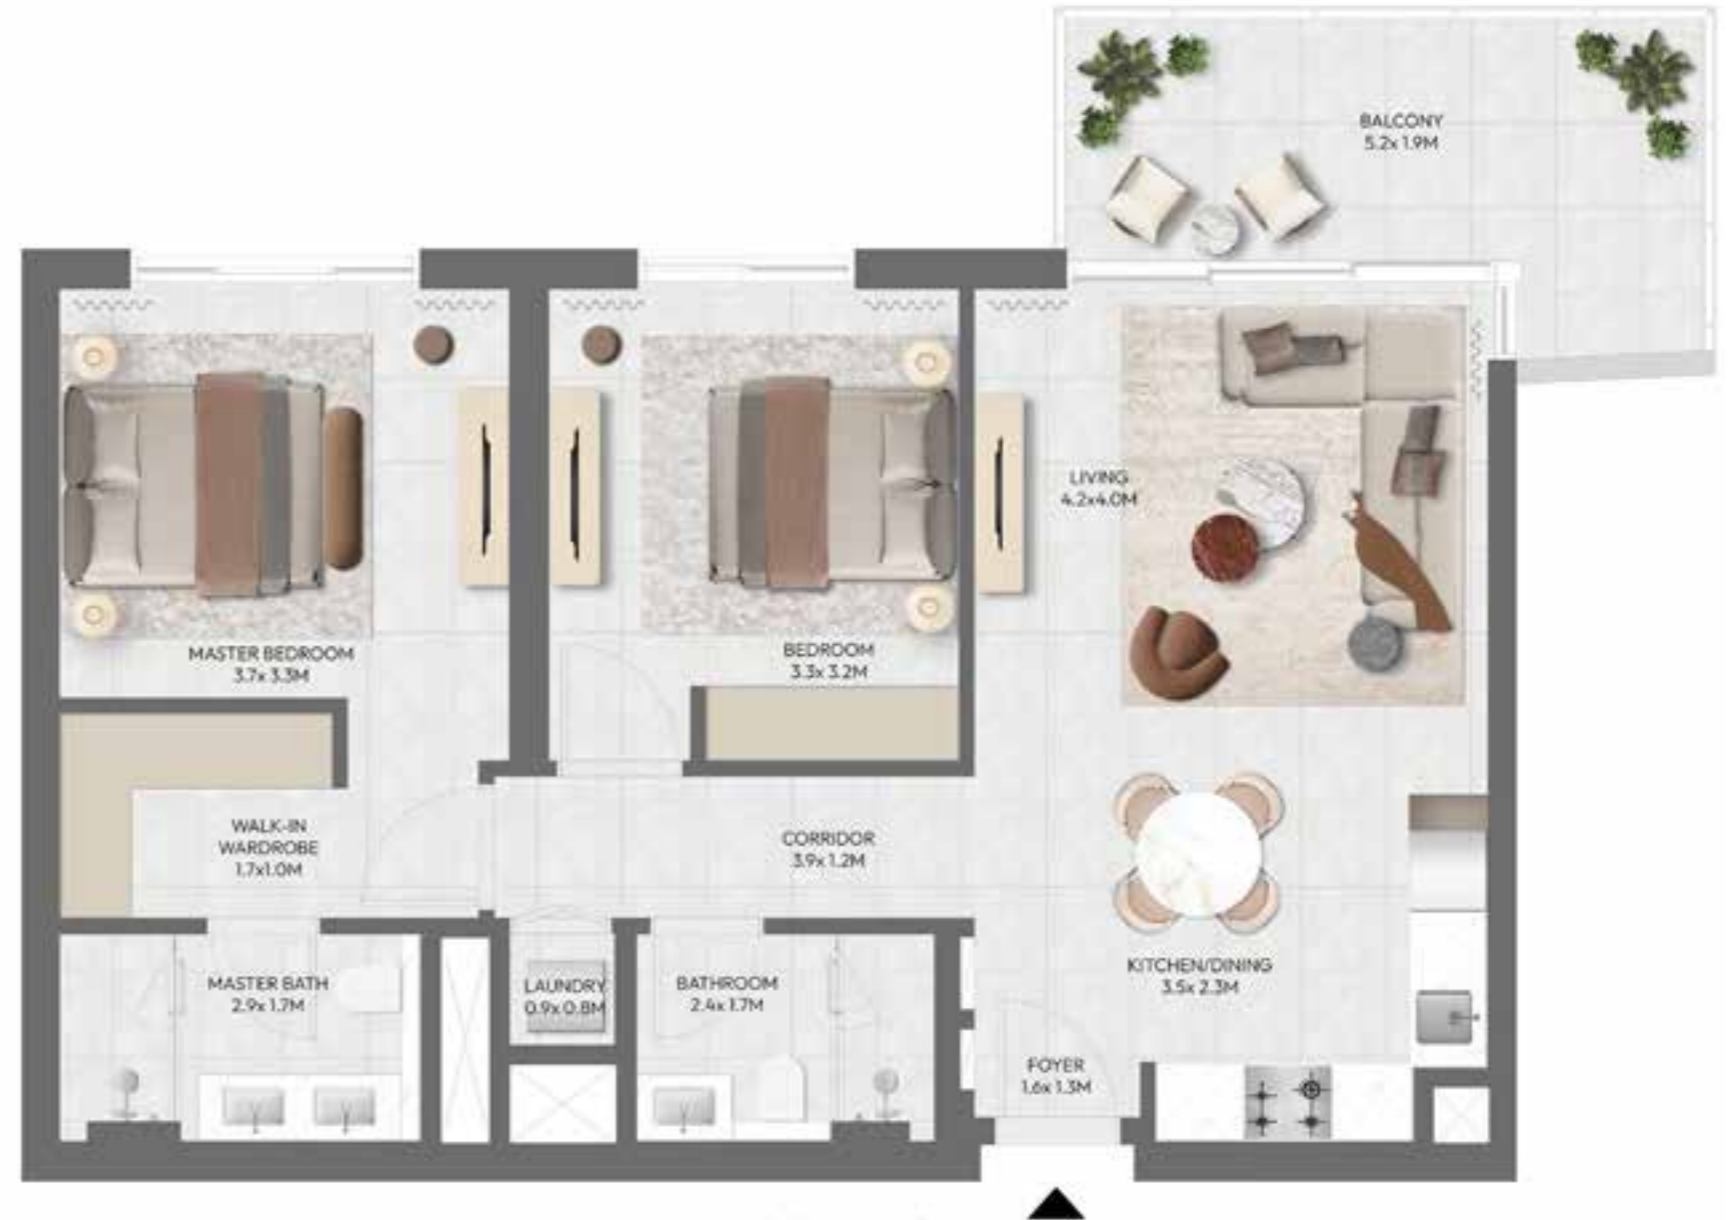 BALCONY
5.2x 1.9M
LIVING
4.2x4.0M
MASTER BEDROOM
3.7x 3.3M
BEDROOM
3.3x 3.2M
WALK-IN
WARDROBE
1.7x1.0M
CORRIDOR
3.9x 1.2M
MASTER BATH
2.9x 1.7M
LAUNDRY
0.9x 0.8M
BATHROOM
2.4x 1.7M
KITCHEN/DINING
3.5x 2.3M
FOYER
1.6x 1.3M